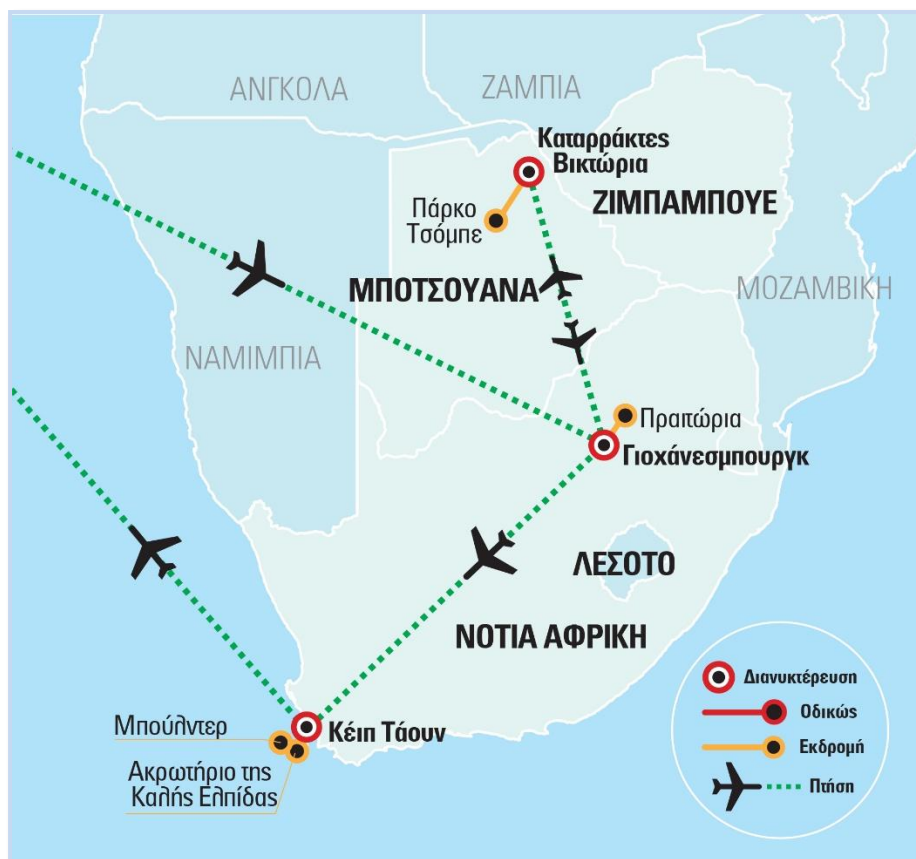 ΑΝΓΚΟΛΑ
ΖΑΜΠΙΑ
Καταρράκτες
Βικτώρια
ΖΙΜΠΑΜΠΟΥΕ
Πάρκο
Τσόμπε
ΜΠΟΤΣΟΥΑΝΑ
ΜΟΖΑΜΒΙΚΗ
ΝΑΜΙΜΠΙΑ
Πραιτώρια
Γιοχάνεσμπουργκ
ΛΕΣΟΤΟ
ΝΟΤΙΑ ΑΦΡΙΚΗ
Μπούλντερ
Κέιπ Τάουν
Ακρωτήριο της
Καλής Ελπίδας
Διανυκτέρευση
Οδικώς
Εκδρομή
Πτήση